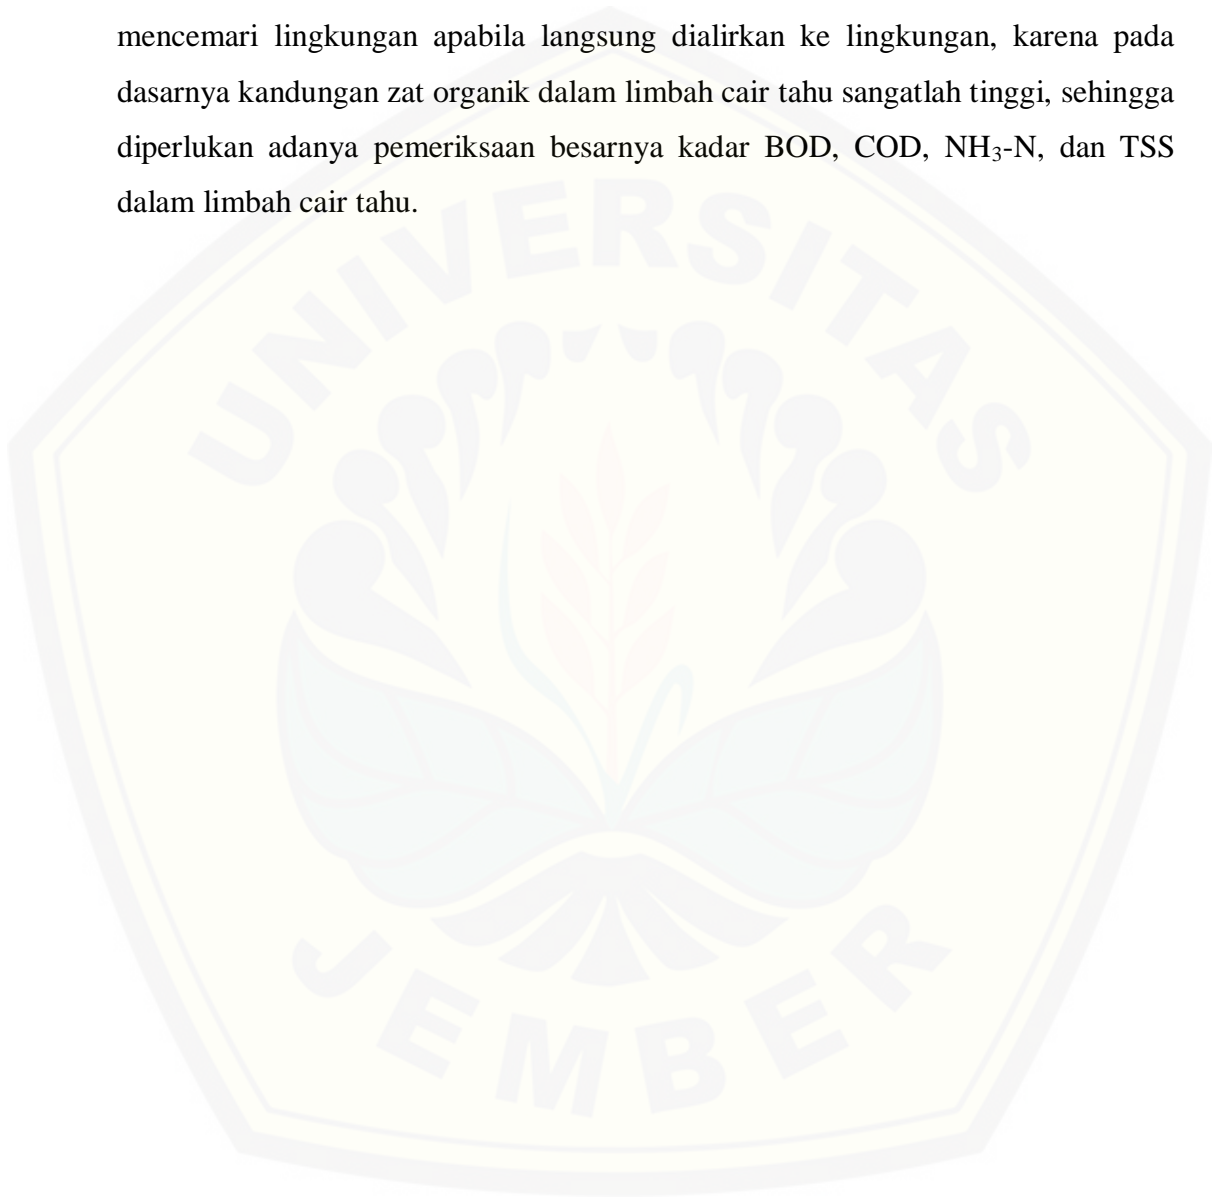 mencemari lingkungan apabila langsung dialirkan ke lingkungan, karena pada
dasarnya kandungan zat organik dalam limbah cair tahu sangatlah tinggi, sehingga
diperlukan adanya pemeriksaan besarnya kadar BOD, COD, NH₃-N, dan TSS
dalam limbah cair tahu.
UNIVERSITAS
JEMBER